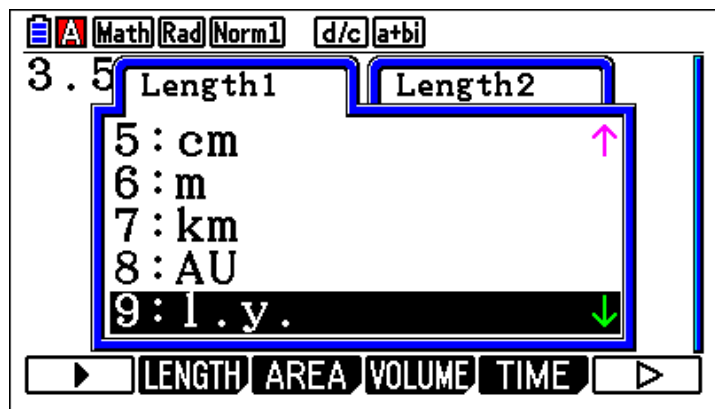 A Math Rad Norm1 d/c a+bi
3.5
Length1 Length2
5:cm
6:m
7:km
8:AU
9:l.y.
LENGTH AREA VOLUME TIME